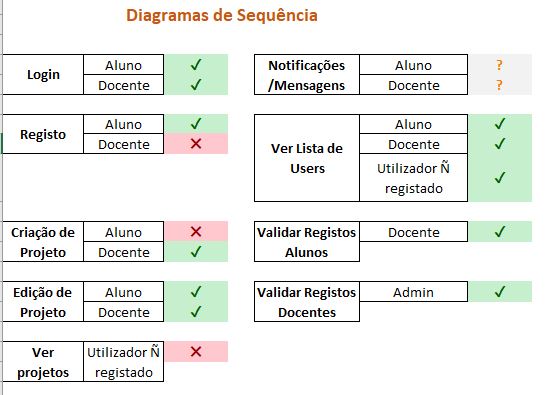 Diagramas de Sequência
Login
Aluno ✓
Docente ✓
Registo
Aluno ✓
Docente ✕
Criação de
Projeto
Aluno ✕
Docente ✓
Edição de
Projeto
Aluno ✓
Docente ✓
Ver
projetos
Utilizador Ñ
registado
✕
Notificações
/Mensagens
Aluno ?
Docente ?
Ver Lista de
Users
Aluno ✓
Docente ✓
Utilizador Ñ
registado
✓
Validar Registos
Alunos
Docente ✓
Validar Registos
Docentes
Admin ✓